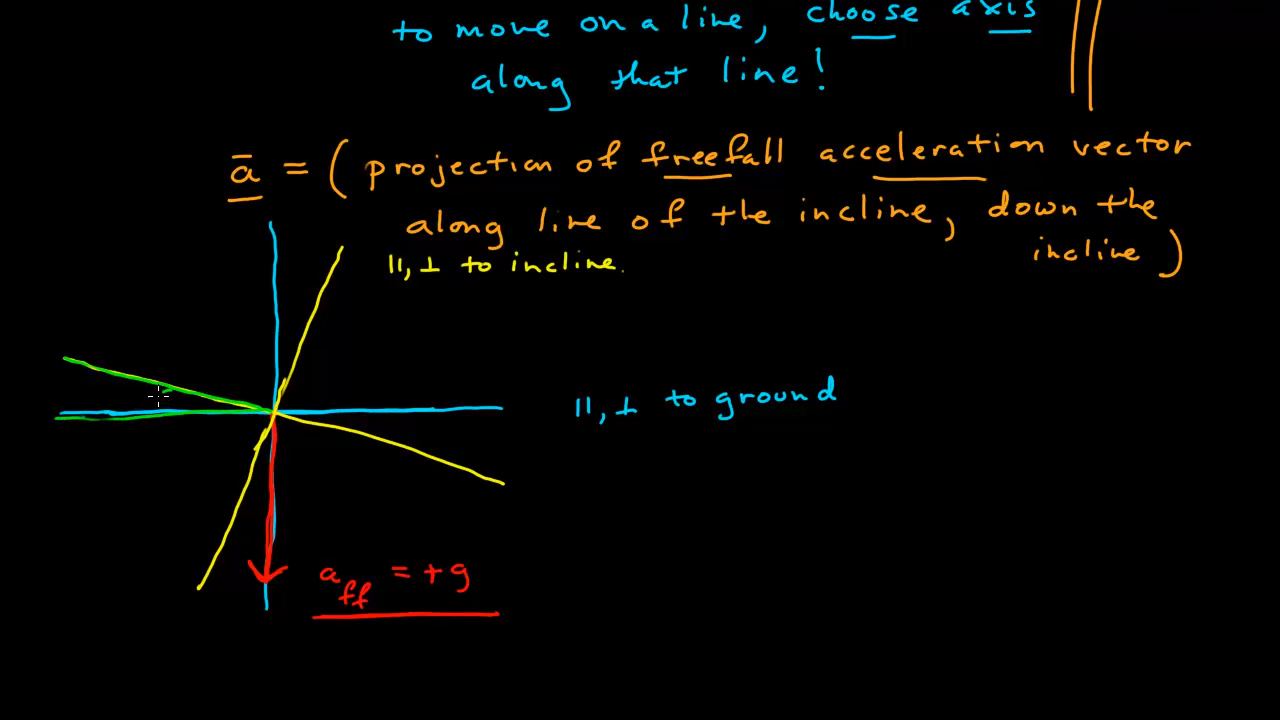 to move on a line, choose axis
along that line!
ā = ( projection of freefall acceleration vector
along line of the incline, down the
incline )
||, ⊥ to incline.
||, ⊥ to ground
a_ff = +g